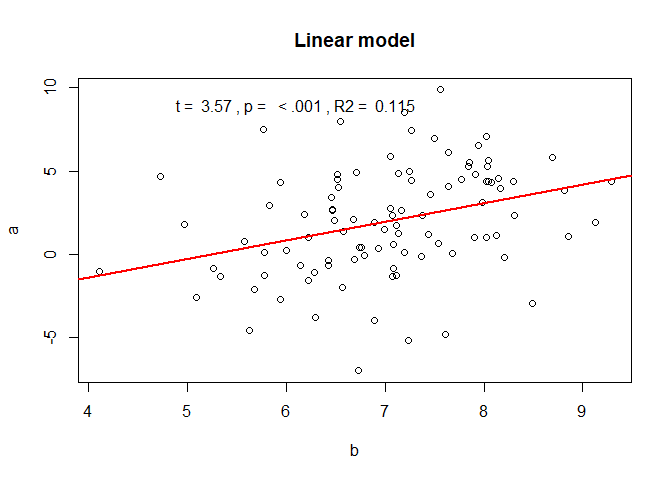 Linear model
t = 3.57 , p = < .001 , R2 = 0.115
a
10
5
0
-5
4 5 6 7 8 9
b